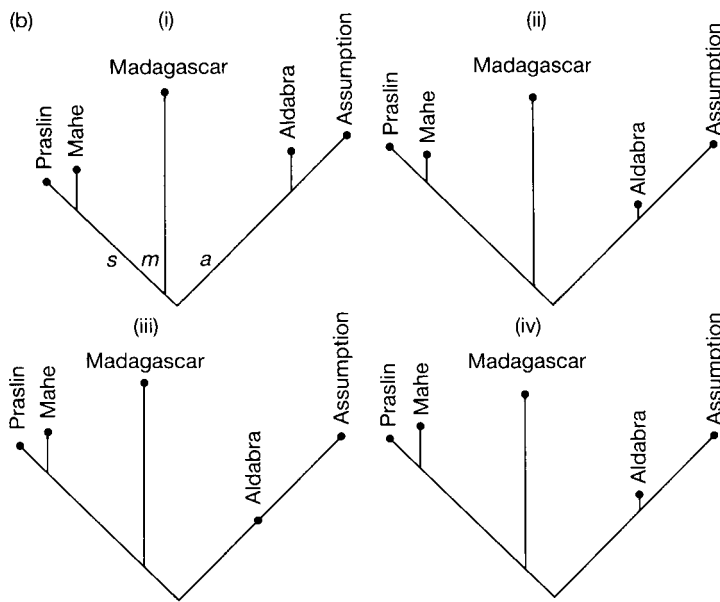 (b)
(i)
Praslin
Mahe
Madagascar
Aldabra
Assumption
s
m
a
(ii)
Praslin
Mahe
Madagascar
Aldabra
Assumption
(iii)
Praslin
Mahe
Madagascar
Aldabra
Assumption
(iv)
Praslin
Mahe
Madagascar
Aldabra
Assumption